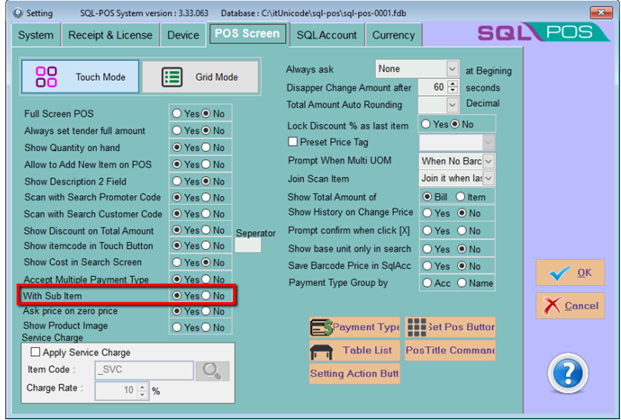 Setting SQL-POS System version : 3.33.063 Database : C:\itUnicode\sql-pos\sql-pos-0001.fdb
System Receipt & License Device POS Screen SQLAccount Currency SQL POS
Touch Mode Grid Mode
Always ask None at Begining
Disapper Change Amount after 60 seconds
Total Amount Auto Rounding Decimal
Full Screen POS Yes No
Always set tender full amount Yes No
Show Quantity on hand Yes No
Allow to Add New Item on POS Yes No
Show Description 2 Field Yes No
Scan with Search Promoter Code Yes No
Scan with Search Customer Code Yes No
Show Discount on Total Amount Yes No
Seperator
Show itemcode in Touch Button Yes No
Show Cost in Search Screen Yes No
Accept Multiple Payment Type Yes No
With Sub Item Yes No
Ask price on zero price Yes No
Show Product Image Yes No
Service Charge
Apply Service Charge
Item Code : _SVC
Charge Rate : 10 %
Lock Discount % as last item Yes No
Preset Price Tag
Prompt When Multi UOM When No Barc
Join Scan Item Join it when las
Show Total Amount of Bill Item
Show History on Change Price Yes No
Prompt confirm when click [X] Yes No
Show base unit only in search Yes No
Save Barcode Price in SqlAcc Yes No
Payment Type Group by Acc Name
Payment Type Set Pos Button
Table List PosTitle Command
Setting Action Butt
OK
Cancel
?